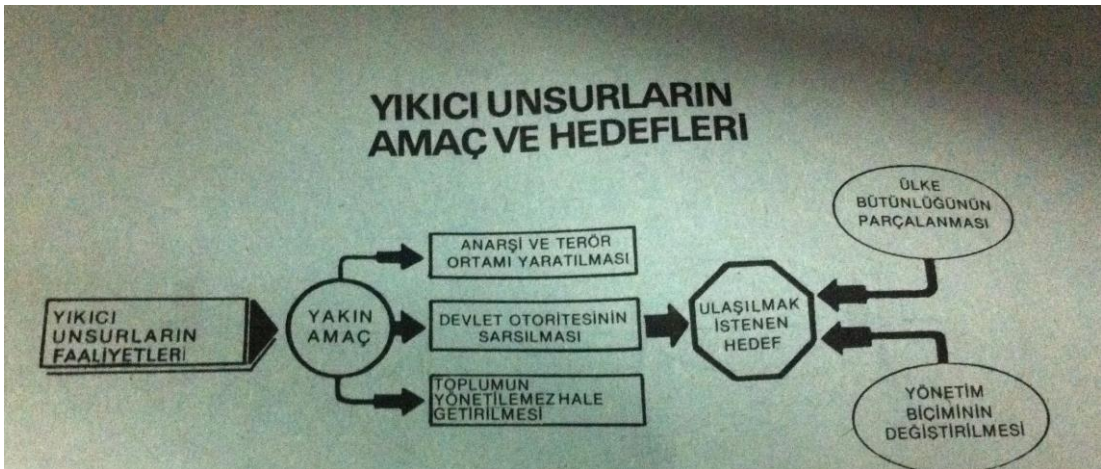 YIKICI UNSURLARIN
AMAÇ VE HEDEFLERİ
YIKICI
UNSURLARIN
FAALİYETLERİ
YAKIN
AMAÇ
ANARŞİ VE TERÖR
ORTAMI YARATILMASI
DEVLET OTORİTESİNİN
SARSILMASI
TOPLUMUN
YÖNETİLEMEZ HALE
GETİRİLMESİ
ULAŞILMAK
İSTENEN
HEDEF
ÜLKE
BÜTÜNLÜĞÜNÜN
PARÇALANMASI
YÖNETİM
BİÇİMİNİN
DEĞİŞTİRİLMESİ